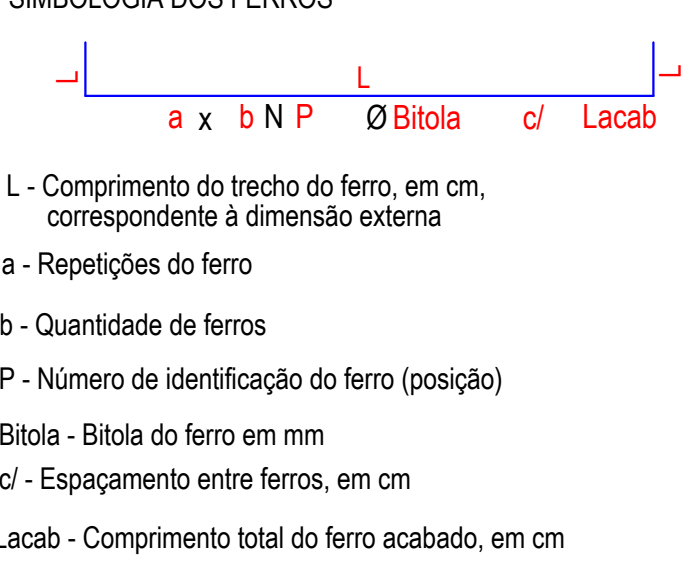 SIMBOLOGIA DOS FERROS
L
L
L
a x b N P Ø Bitola c/ Lacab
L - Comprimento do trecho do ferro, em cm,
correspondente à dimensão externa
a - Repetições do ferro
b - Quantidade de ferros
P - Número de identificação do ferro (posição)
Bitola - Bitola do ferro em mm
c/ - Espaçamento entre ferros, em cm
Lacab - Comprimento total do ferro acabado, em cm